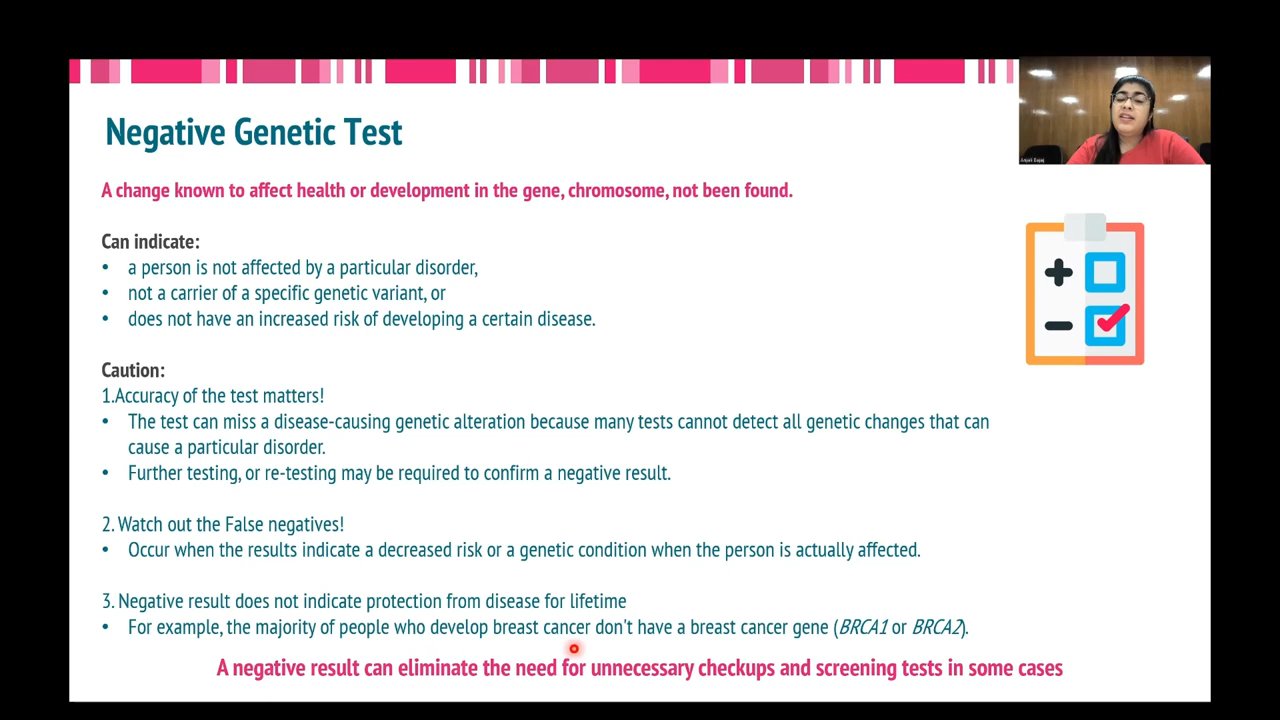 Negative Genetic Test
A change known to affect health or development in the gene, chromosome, not been found.
Can indicate:
• a person is not affected by a particular disorder,
• not a carrier of a specific genetic variant, or
• does not have an increased risk of developing a certain disease.
Caution:
1.Accuracy of the test matters!
• The test can miss a disease-causing genetic alteration because many tests cannot detect all genetic changes that can
cause a particular disorder.
• Further testing, or re-testing may be required to confirm a negative result.
2. Watch out the False negatives!
• Occur when the results indicate a decreased risk or a genetic condition when the person is actually affected.
3. Negative result does not indicate protection from disease for lifetime
• For example, the majority of people who develop breast cancer don't have a breast cancer gene (BRCA1 or BRCA2).
A negative result can eliminate the need for unnecessary checkups and screening tests in some cases
Anjali Bajaj